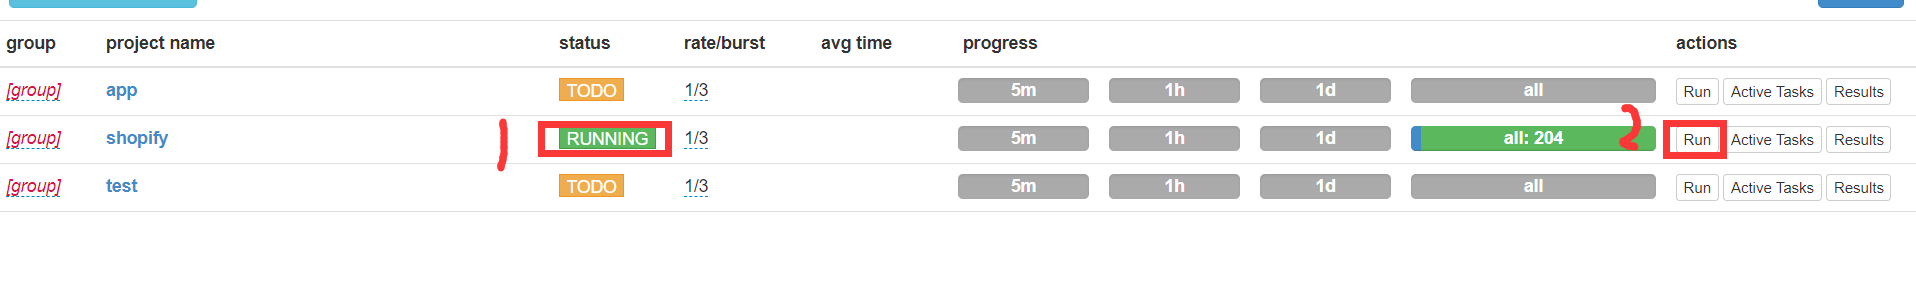 group project name status rate/burst avg time progress actions
[group] app TODO 1/3 5m 1h 1d all Run Active Tasks Results
1 [group] shopify RUNNING 1/3 5m 1h 1d all: 204 2 Run Active Tasks Results
[group] test TODO 1/3 5m 1h 1d all Run Active Tasks Results